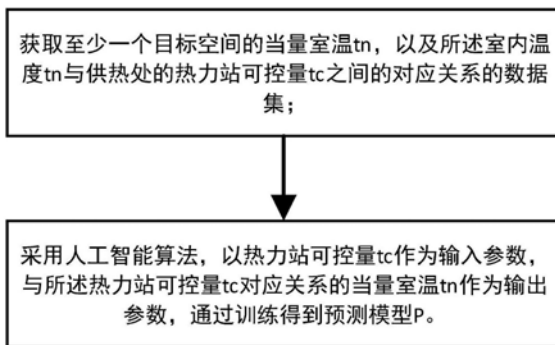 获取至少一个目标空间的当量室温tn，以及所述室内温
度tn与供热处的热力站可控量tc之间的对应关系的数据
集；
采用人工智能算法，以热力站可控量tc作为输入参数，
与所述热力站可控量tc对应关系的当量室温tn作为输出
参数，通过训练得到预测模型P。